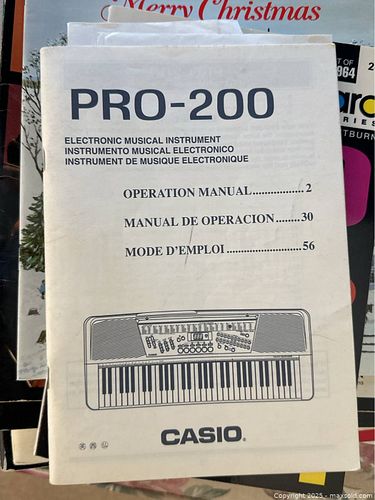 Merry Christmas
PRO-200
ELECTRONIC MUSICAL INSTRUMENT
INSTRUMENTO MUSICAL ELECTRONICO
INSTRUMENT DE MUSIQUE ELECTRONIQUE
OPERATION MANUAL.................2
MANUAL DE OPERACION........30
MODE D'EMPLOI.........................56
CASIO®
OF
1964
Copyright 2025 - maxsold.com